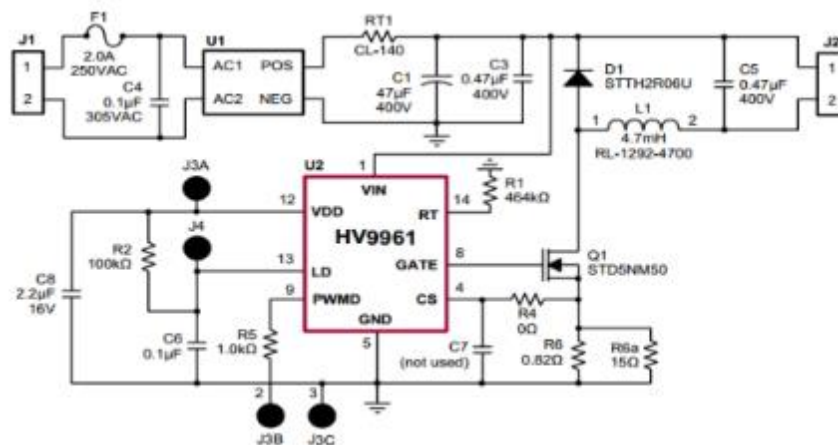 F1
2.0A
250VAC
J1
1
2
C4
0.1µF
305VAC
U1
AC1 POS
AC2 NEG
RT1
CL-140
C1
47µF
400V
C3
0.47µF
400V
D1
STTH2R06U
C5
0.47µF
400V
J2
1
2
1 L1 2
4.7mH
RL-1292-4700
J3A
J4
R2
100kΩ
C8
2.2µF
16V
C6
0.1µF
R5
1.0kΩ
U2
1
VIN
12 VDD
13 LD
9 PWMD
HV9961
RT 14
GATE 8
CS 4
GND
5
R1
464kΩ
Q1
STD5NM50
R4
0Ω
C7
(not used)
R6
0.82Ω
R6a
15Ω
2
J3B
3
J3C